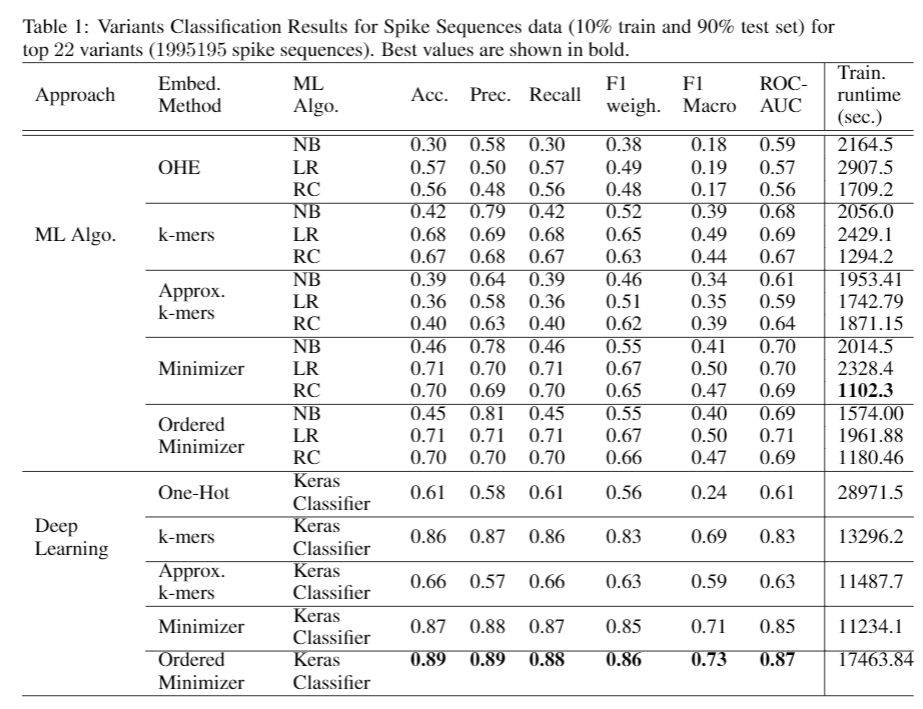 Table 1: Variants Classification Results for Spike Sequences data (10% train and 90% test set) for
top 22 variants (1995195 spike sequences). Best values are shown in bold.
Approach Embed. Method ML Algo. Acc. Prec. Recall F1 weigh. F1 Macro ROC-AUC Train. runtime (sec.)
ML Algo.
OHE
NB 0.30 0.58 0.30 0.38 0.18 0.59 2164.5
LR 0.57 0.50 0.57 0.49 0.19 0.57 2907.5
RC 0.56 0.48 0.56 0.48 0.17 0.56 1709.2
k-mers
NB 0.42 0.79 0.42 0.52 0.39 0.68 2056.0
LR 0.68 0.69 0.68 0.65 0.49 0.69 2429.1
RC 0.67 0.68 0.67 0.63 0.44 0.67 1294.2
Approx. k-mers
NB 0.39 0.64 0.39 0.46 0.34 0.61 1953.41
LR 0.36 0.58 0.36 0.51 0.35 0.59 1742.79
RC 0.40 0.63 0.40 0.62 0.39 0.64 1871.15
Minimizer
NB 0.46 0.78 0.46 0.55 0.41 0.70 2014.5
LR 0.71 0.70 0.71 0.67 0.50 0.70 2328.4
RC 0.70 0.69 0.70 0.65 0.47 0.69 1102.3
Ordered Minimizer
NB 0.45 0.81 0.45 0.55 0.40 0.69 1574.00
LR 0.71 0.71 0.71 0.67 0.50 0.71 1961.88
RC 0.70 0.70 0.70 0.66 0.47 0.69 1180.46
Deep Learning
One-Hot Keras Classifier 0.61 0.58 0.61 0.56 0.24 0.61 28971.5
k-mers Keras Classifier 0.86 0.87 0.86 0.83 0.69 0.83 13296.2
Approx. k-mers Keras Classifier 0.66 0.57 0.66 0.63 0.59 0.63 11487.7
Minimizer Keras Classifier 0.87 0.88 0.87 0.85 0.71 0.85 11234.1
Ordered Minimizer Keras Classifier 0.89 0.89 0.88 0.86 0.73 0.87 17463.84